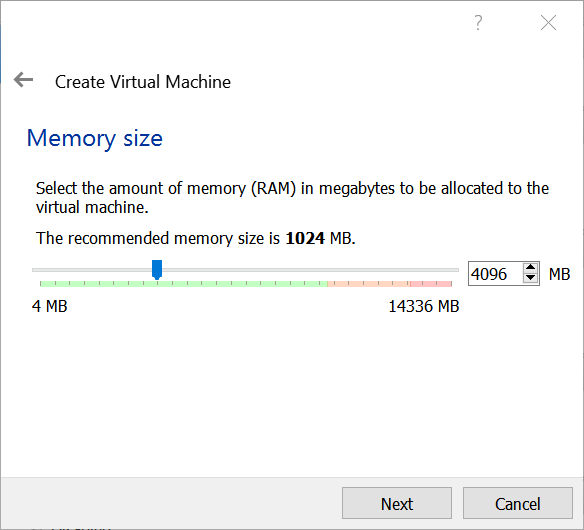 ?
Create Virtual Machine
Memory size
Select the amount of memory (RAM) in megabytes to be allocated to the
virtual machine.
The recommended memory size is 1024 MB.
4096 MB
4 MB 14336 MB
Next Cancel